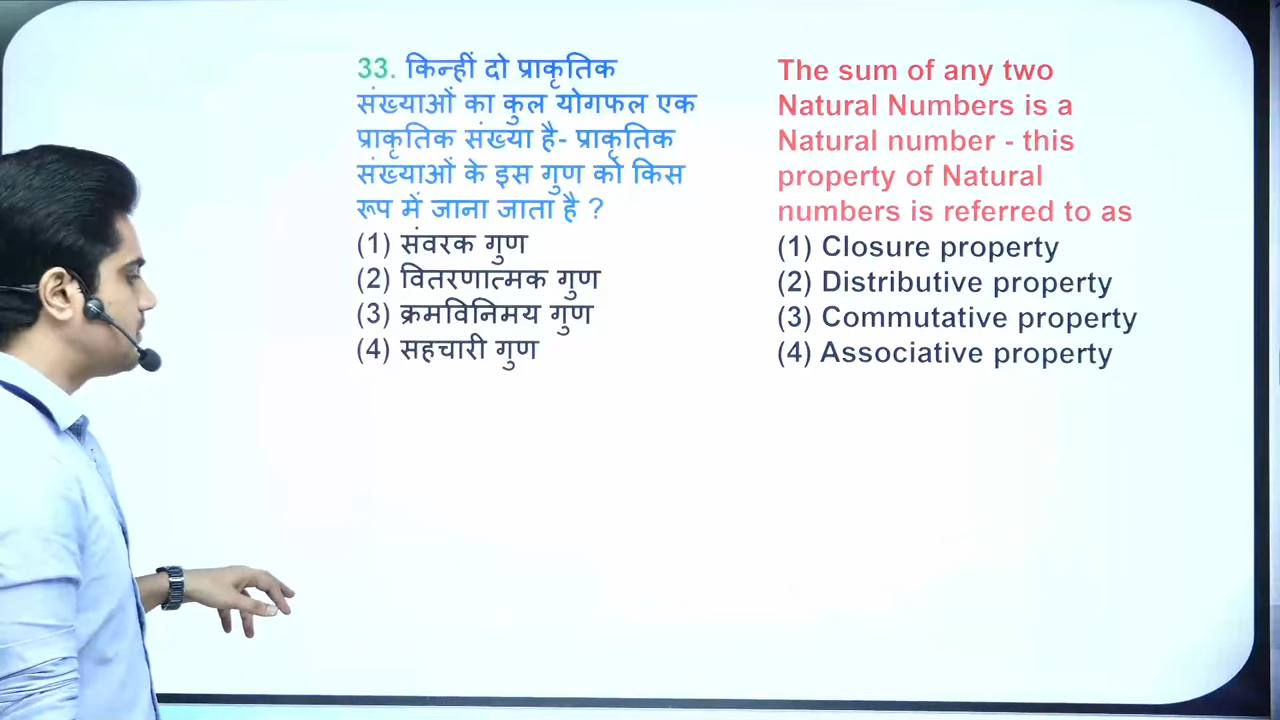 33. किन्हीं दो प्राकृतिक
संख्याओं का कुल योगफल एक
प्राकृतिक संख्या है- प्राकृतिक
संख्याओं के इस गुण को किस
रूप में जाना जाता है ?
(1) संवरक गुण
(2) वितरणात्मक गुण
(3) क्रमविनिमय गुण
(4) सहचारी गुण
The sum of any two
Natural Numbers is a
Natural number - this
property of Natural
numbers is referred to as
(1) Closure property
(2) Distributive property
(3) Commutative property
(4) Associative property